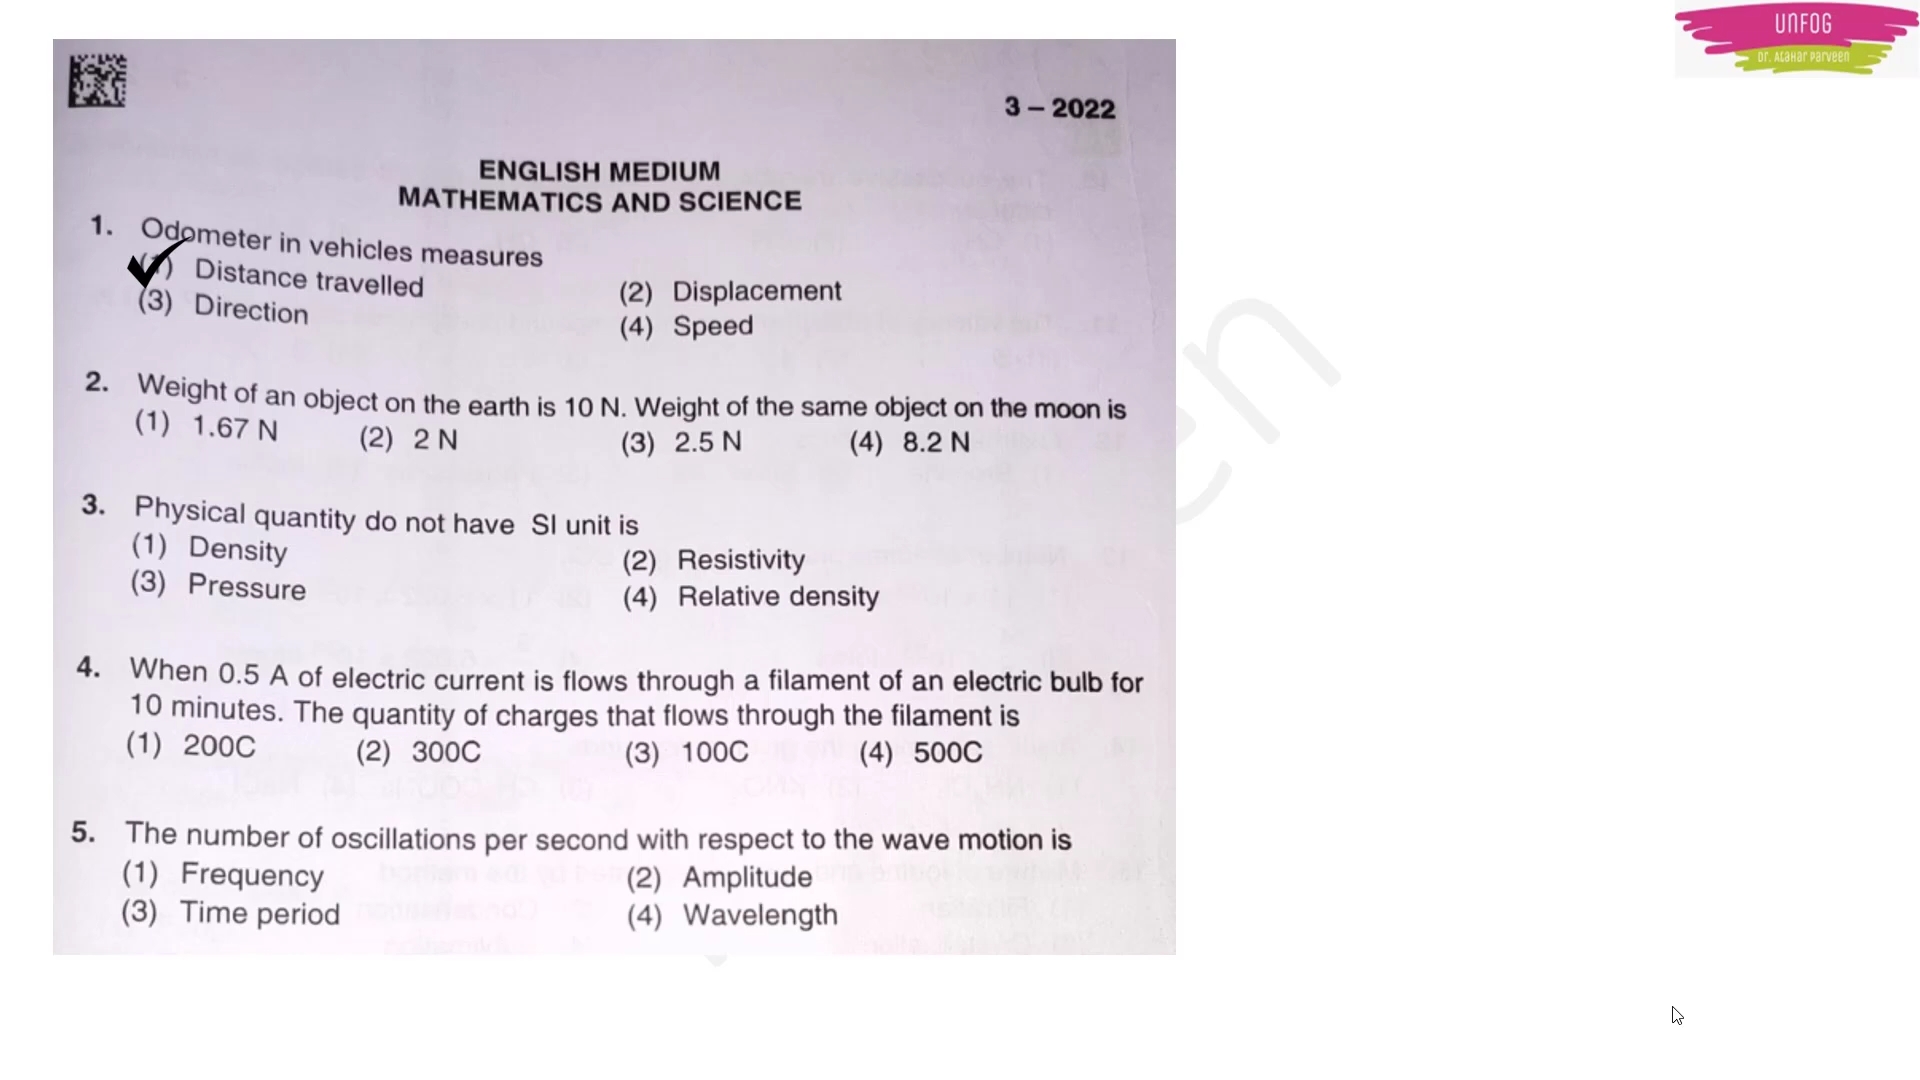 UNFOG
Dr. Atahar Parveen
3 – 2022
ENGLISH MEDIUM
MATHEMATICS AND SCIENCE
1. Odometer in vehicles measures
(1) Distance travelled (2) Displacement
(3) Direction (4) Speed
2. Weight of an object on the earth is 10 N. Weight of the same object on the moon is
(1) 1.67 N (2) 2 N (3) 2.5 N (4) 8.2 N
3. Physical quantity do not have SI unit is
(1) Density (2) Resistivity
(3) Pressure (4) Relative density
4. When 0.5 A of electric current is flows through a filament of an electric bulb for
10 minutes. The quantity of charges that flows through the filament is
(1) 200C (2) 300C (3) 100C (4) 500C
5. The number of oscillations per second with respect to the wave motion is
(1) Frequency (2) Amplitude
(3) Time period (4) Wavelength
en